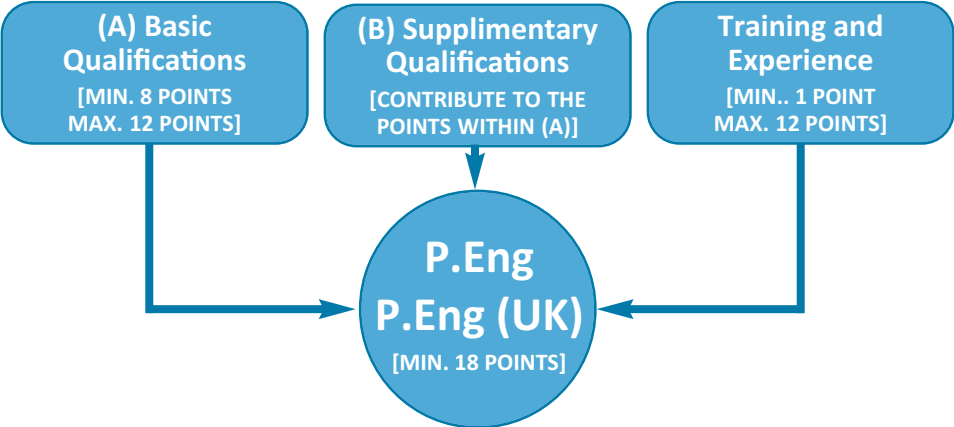 (A) Basic
Qualifications
[MIN. 8 POINTS
MAX. 12 POINTS]
(B) Supplimentary
Qualifications
[CONTRIBUTE TO THE
POINTS WITHIN (A)]
Training and
Experience
[MIN.. 1 POINT
MAX. 12 POINTS]
P.Eng
P.Eng (UK)
[MIN. 18 POINTS]